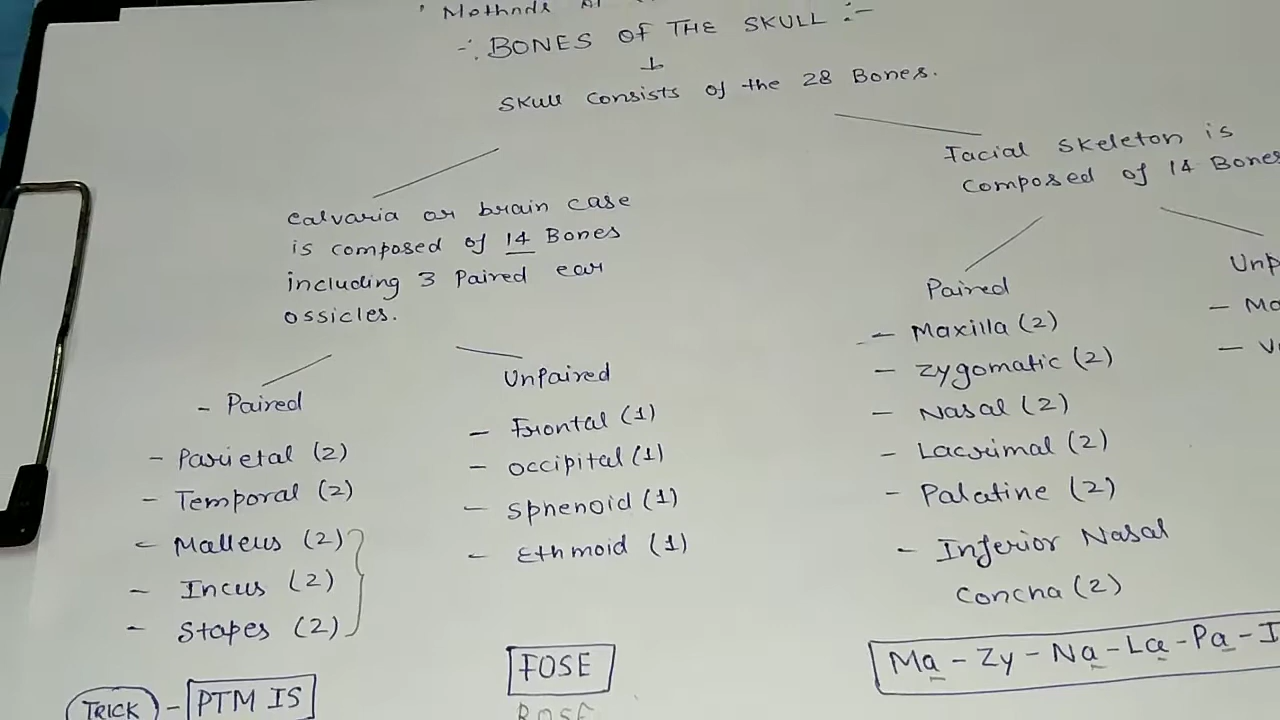 BONES OF THE SKULL :-
Skull consists of the 28 Bones.
Calvaria or brain case
is composed of 14 Bones
including 3 Paired ear
ossicles.
- Paired
- Parietal (2)
- Temporal (2)
- Malleus (2)
- Incus (2)
- Stapes (2)
TRICK - PTM IS
Unpaired
- Frontal (1)
- Occipital (1)
- Sphenoid (1)
- Ethmoid (1)
FOSE
Facial skeleton is
composed of 14 Bones
Paired
- Maxilla (2)
- Zygomatic (2)
- Nasal (2)
- Lacrimal (2)
- Palatine (2)
- Inferior Nasal
Concha (2)
Ma - Zy - Na - La - Pa - I